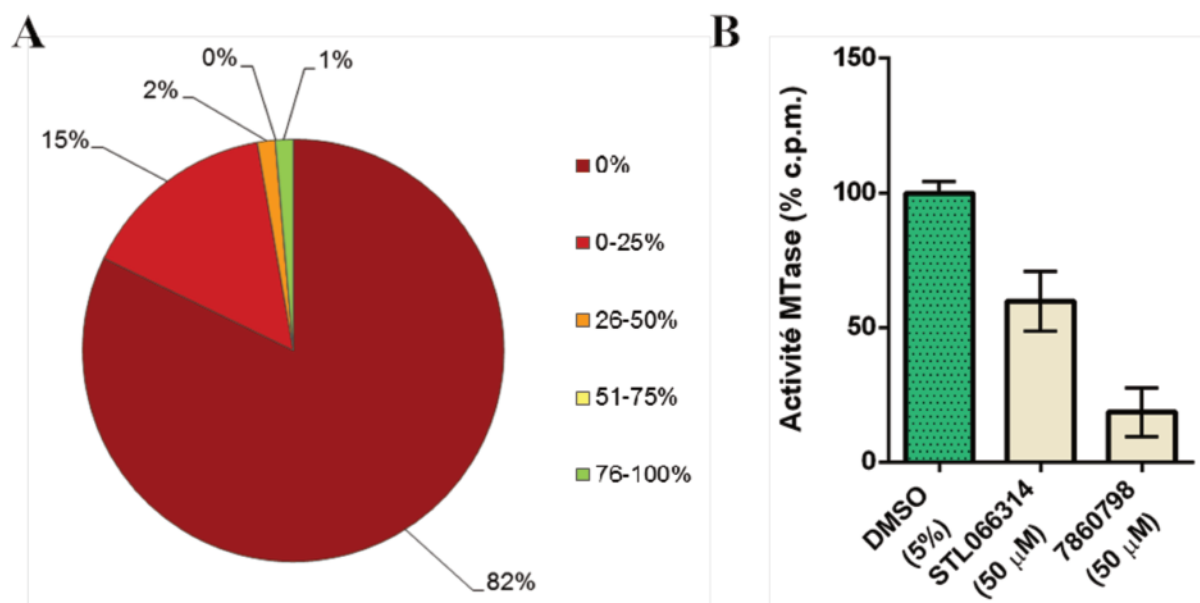 A
0%
1%
2%
15%
82%
0%
0-25%
26-50%
51-75%
76-100%
B
Activité MTase (% c.p.m.)
150
100
50
0
DMSO
(5%)
STL066314
(50 µM)
7860798
(50 µM)